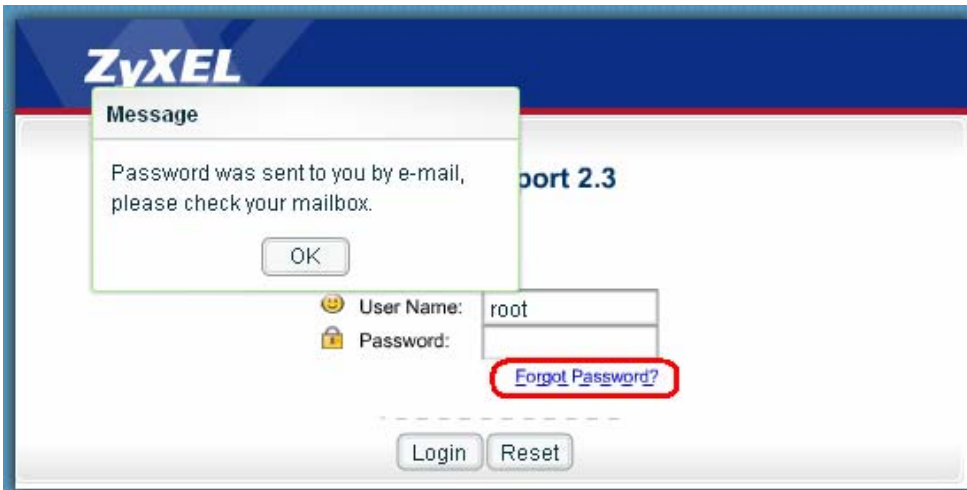 ZyXEL
Message
Password was sent to you by e-mail,
please check your mailbox.
OK
port 2.3
User Name: root
Password:
Forgot Password?
Login Reset